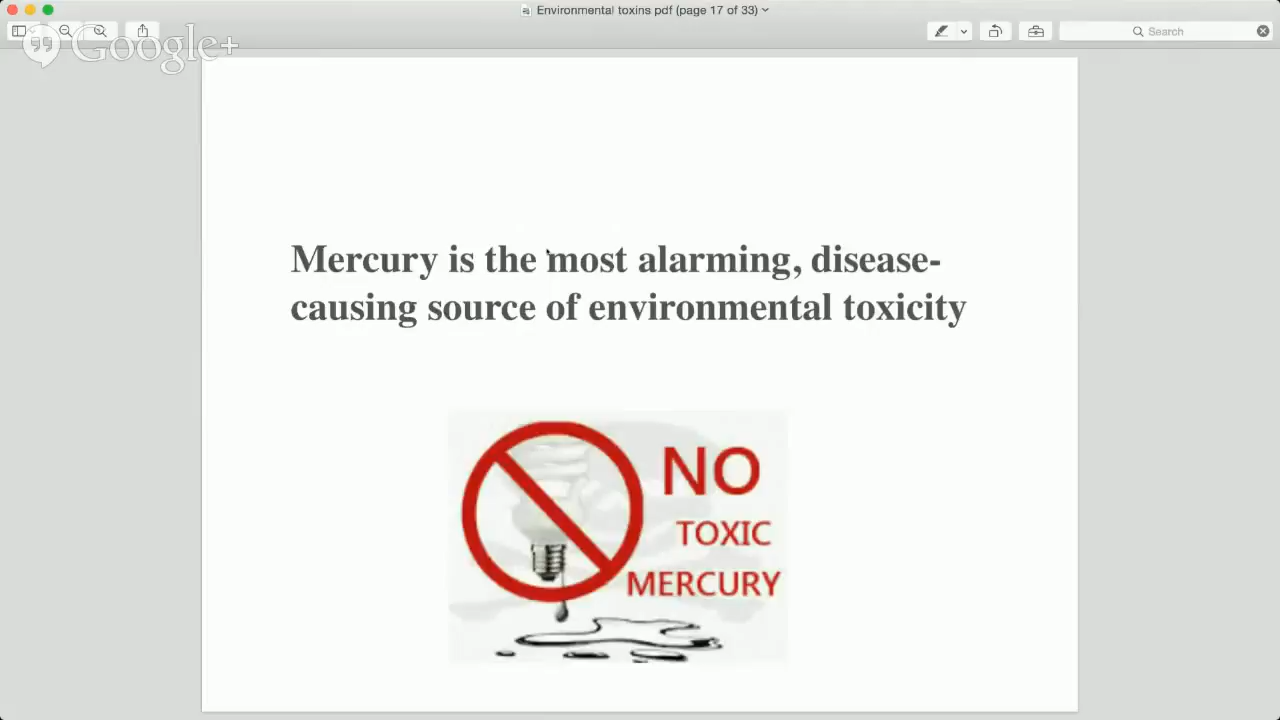 Environmental toxins pdf (page 17 of 33)
Google+
Search
Mercury is the most alarming, disease-
causing source of environmental toxicity
NO
TOXIC
MERCURY